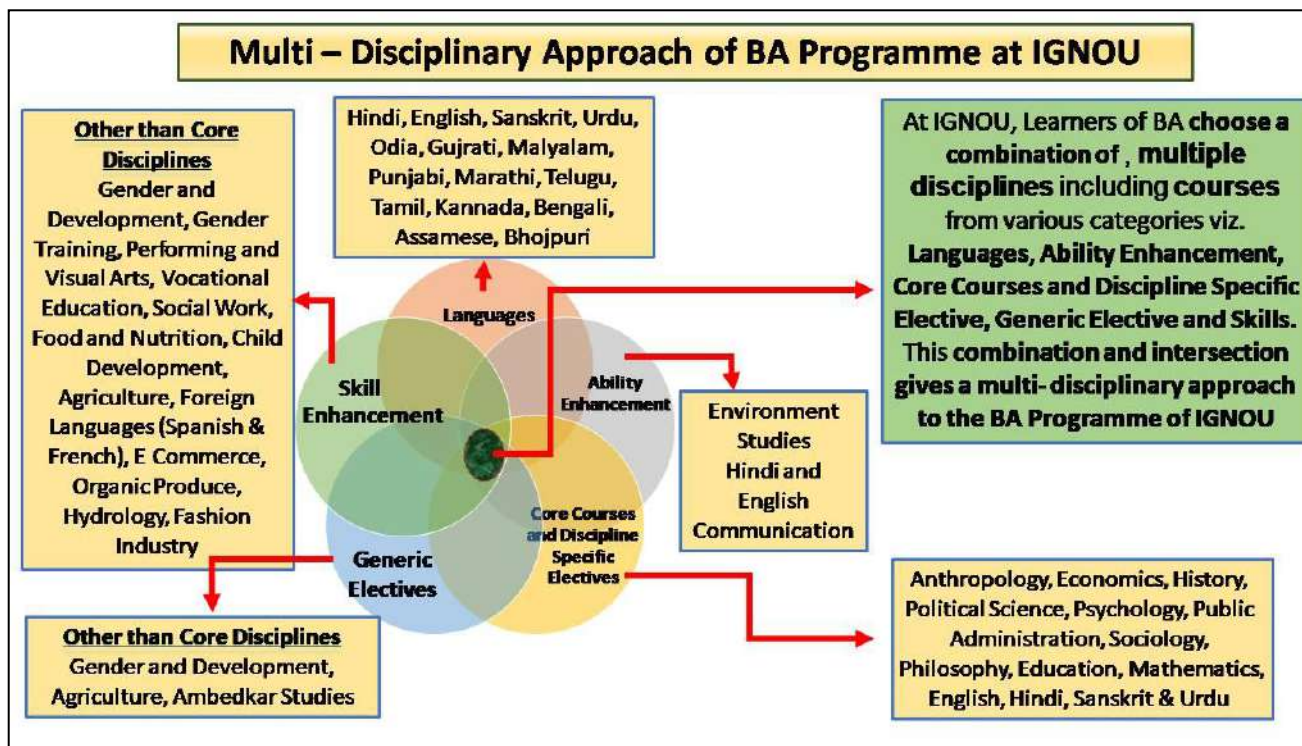 Multi – Disciplinary Approach of BA Programme at IGNOU
Other than Core
Disciplines
Gender and
Development, Gender
Training, Performing and
Visual Arts, Vocational
Education, Social Work,
Food and Nutrition, Child
Development,
Agriculture, Foreign
Languages (Spanish &
French), E Commerce,
Organic Produce,
Hydrology, Fashion
Industry
Hindi, English, Sanskrit, Urdu,
Odia, Gujrati, Malyalam,
Punjabi, Marathi, Telugu,
Tamil, Kannada, Bengali,
Assamese, Bhojpuri
At IGNOU, Learners of BA choose a
combination of , multiple
disciplines including courses
from various categories viz.
Languages, Ability Enhancement,
Core Courses and Discipline Specific
Elective, Generic Elective and Skills.
This combination and intersection
gives a multi- disciplinary approach
to the BA Programme of IGNOU
Languages
Skill
Enhancement
Ability
Enhancement
Environment
Studies
Hindi and
English
Communication
Core Courses
and Discipline
Specific
Electives
Generic
Electives
Other than Core Disciplines
Gender and Development,
Agriculture, Ambedkar Studies
Anthropology, Economics, History,
Political Science, Psychology, Public
Administration, Sociology,
Philosophy, Education, Mathematics,
English, Hindi, Sanskrit & Urdu